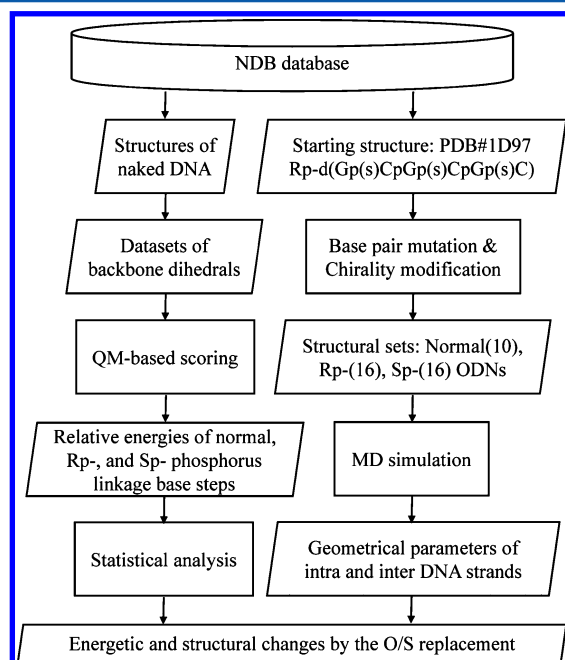 NDB database
Structures of
naked DNA
Datasets of
backbone dihedrals
QM-based scoring
Relative energies of normal,
Rp-, and Sp- phosphorus
linkage base steps
Statistical analysis
Starting structure: PDB#1D97
Rp-d(Gp(s)CpGp(s)CpGp(s)C)
Base pair mutation &
Chirality modification
Structural sets: Normal(10),
Rp-(16), Sp-(16) ODNs
MD simulation
Geometrical parameters of
intra and inter DNA strands
Energetic and structural changes by the O/S replacement